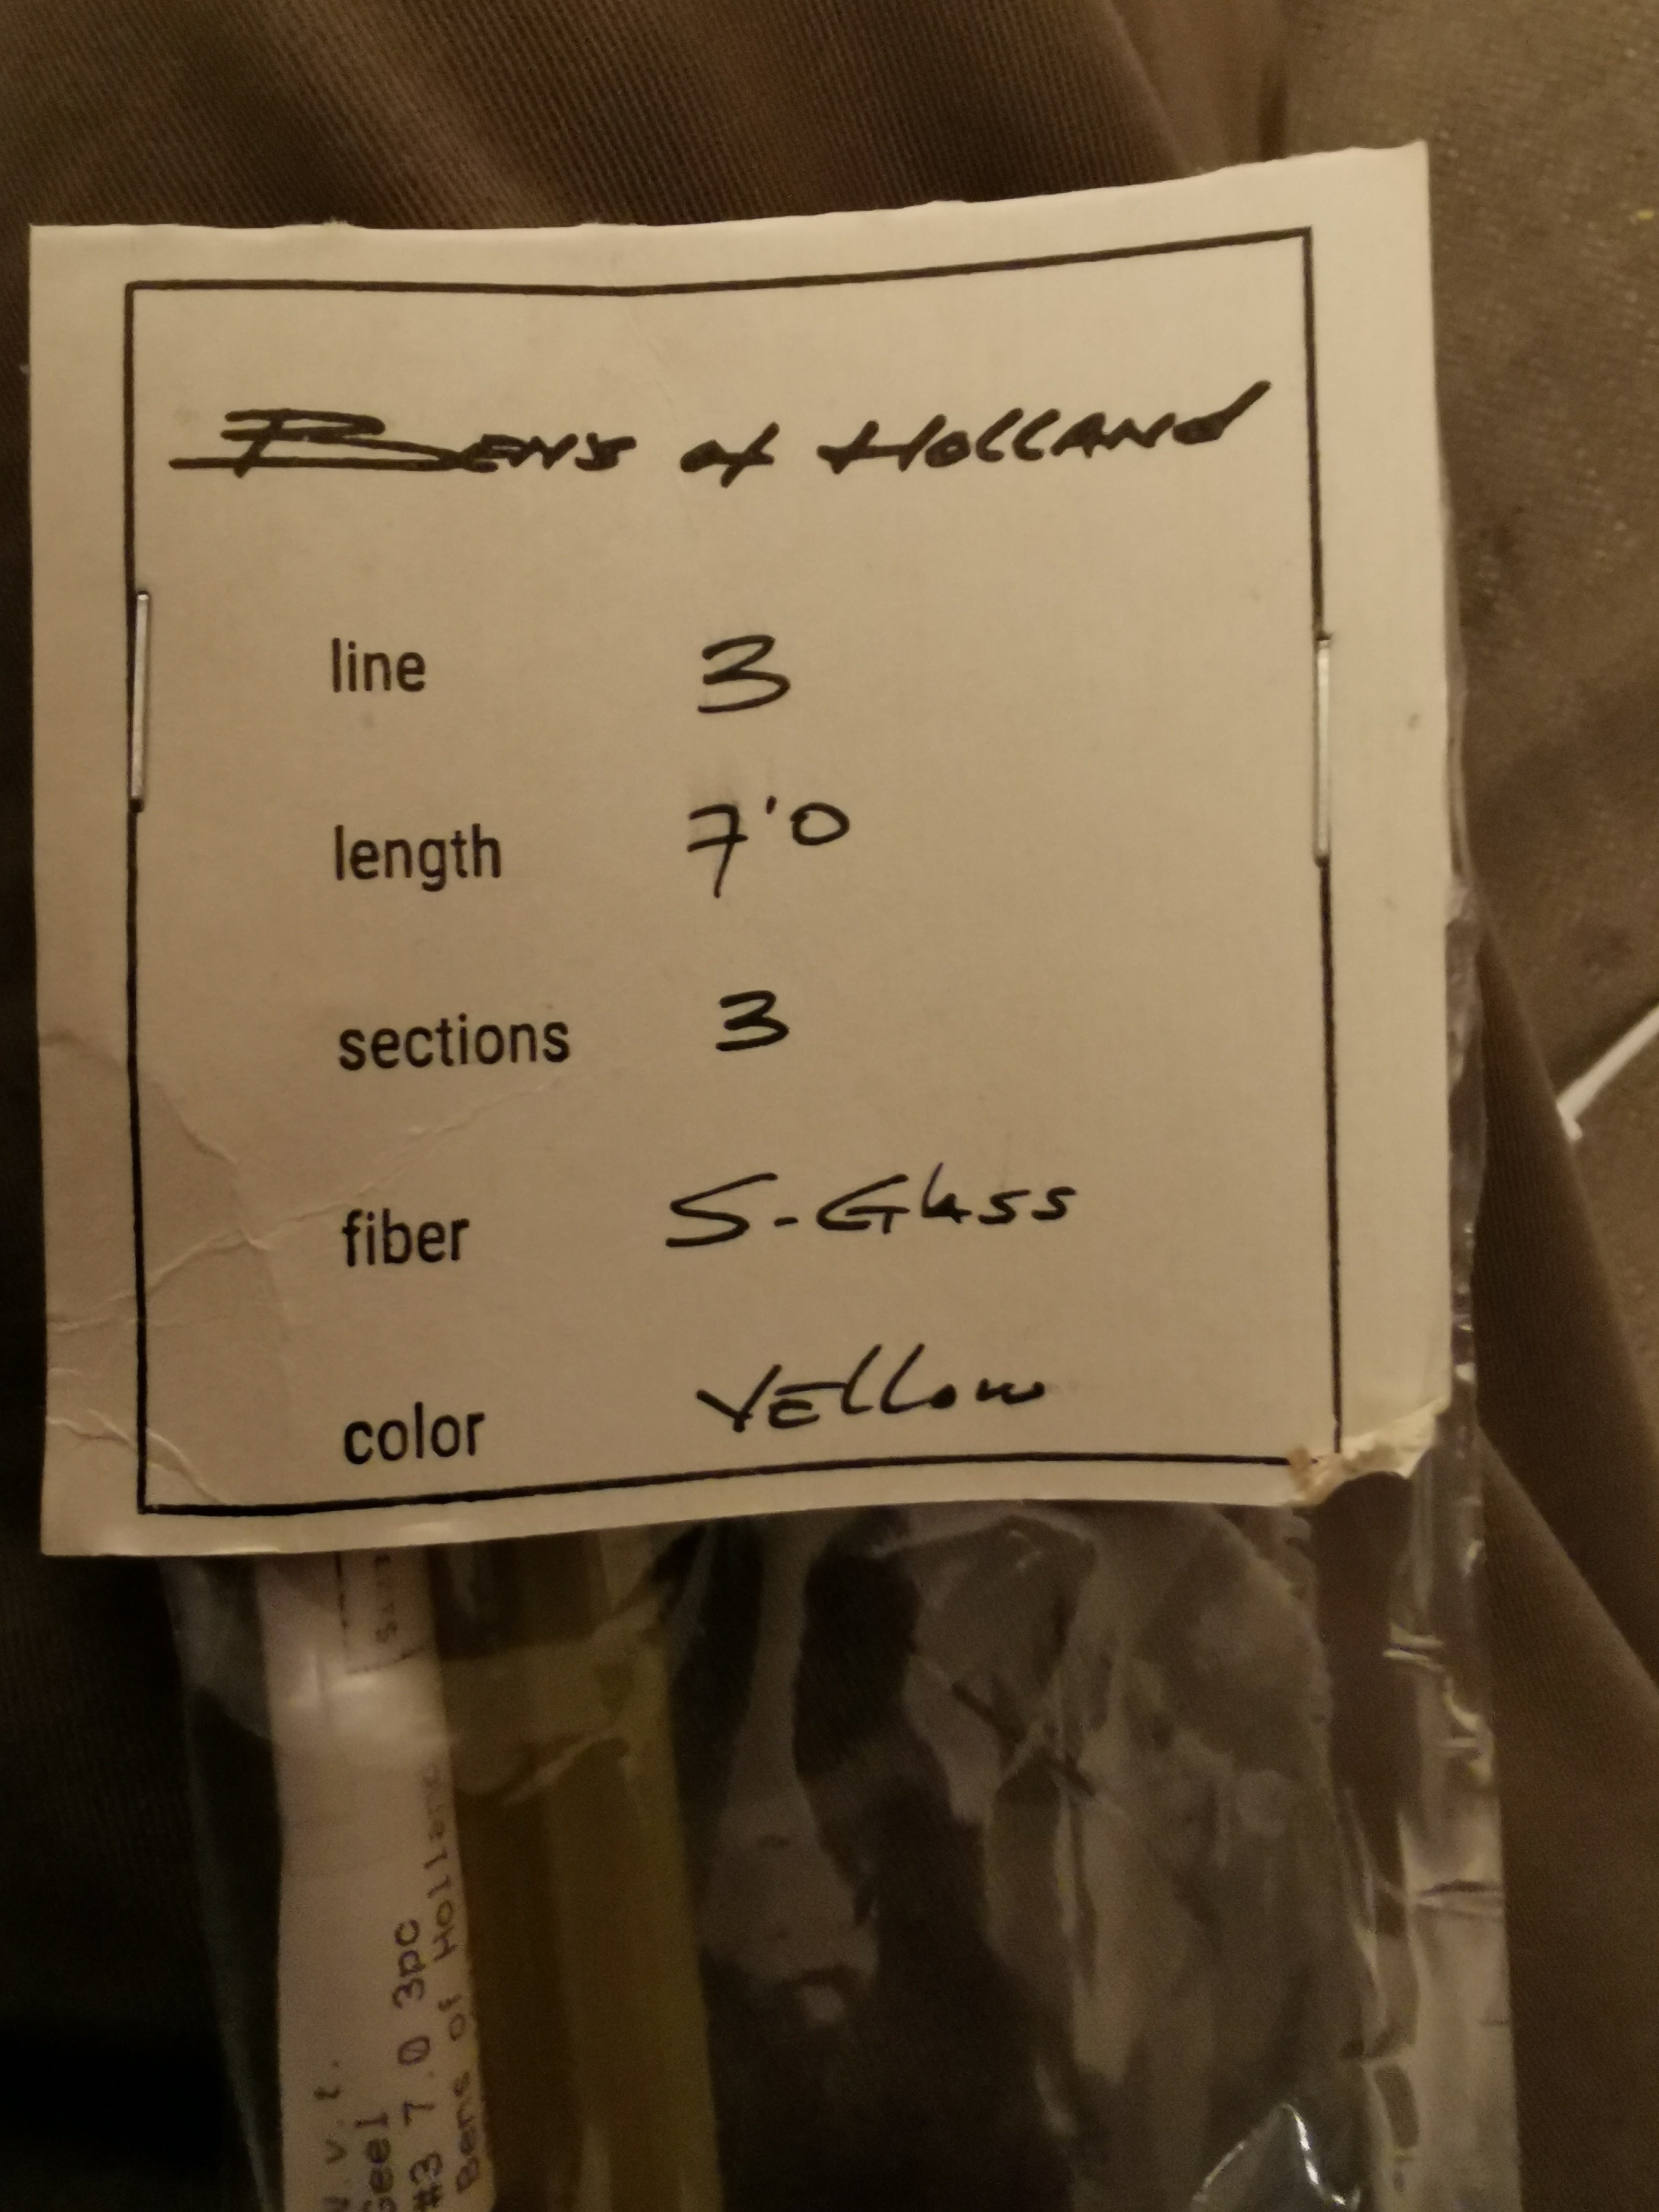 Bens of Holland
line 3
length 7'0
sections 3
fiber S-Glass
color Yellow
#3 7.0 3pc
Bens of Holland